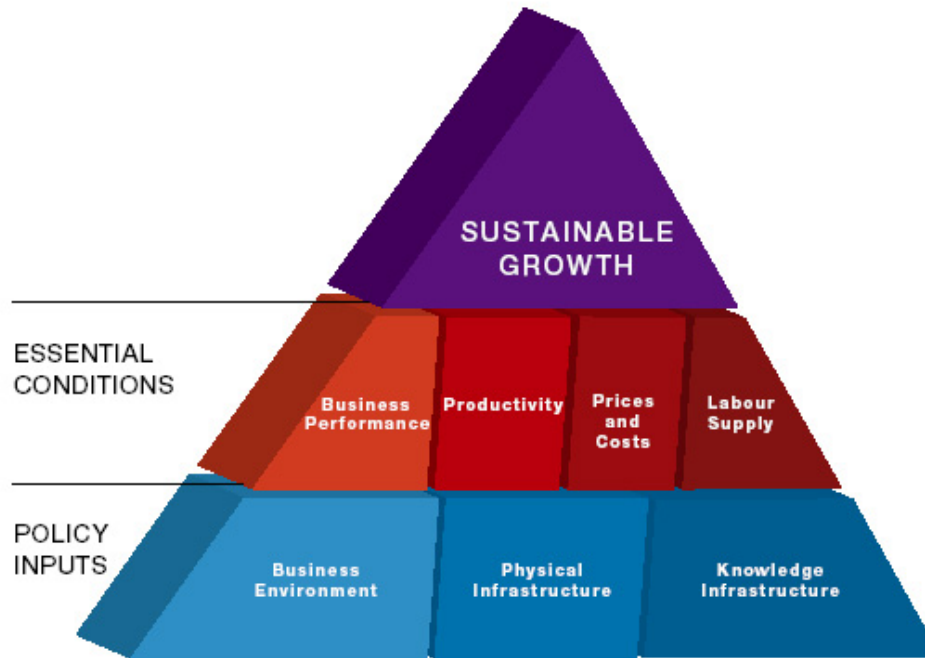 SUSTAINABLE
GROWTH
ESSENTIAL
CONDITIONS
Business
Performance
Productivity
Prices
and
Costs
Labour
Supply
POLICY
INPUTS
Business
Environment
Physical
Infrastructure
Knowledge
Infrastructure